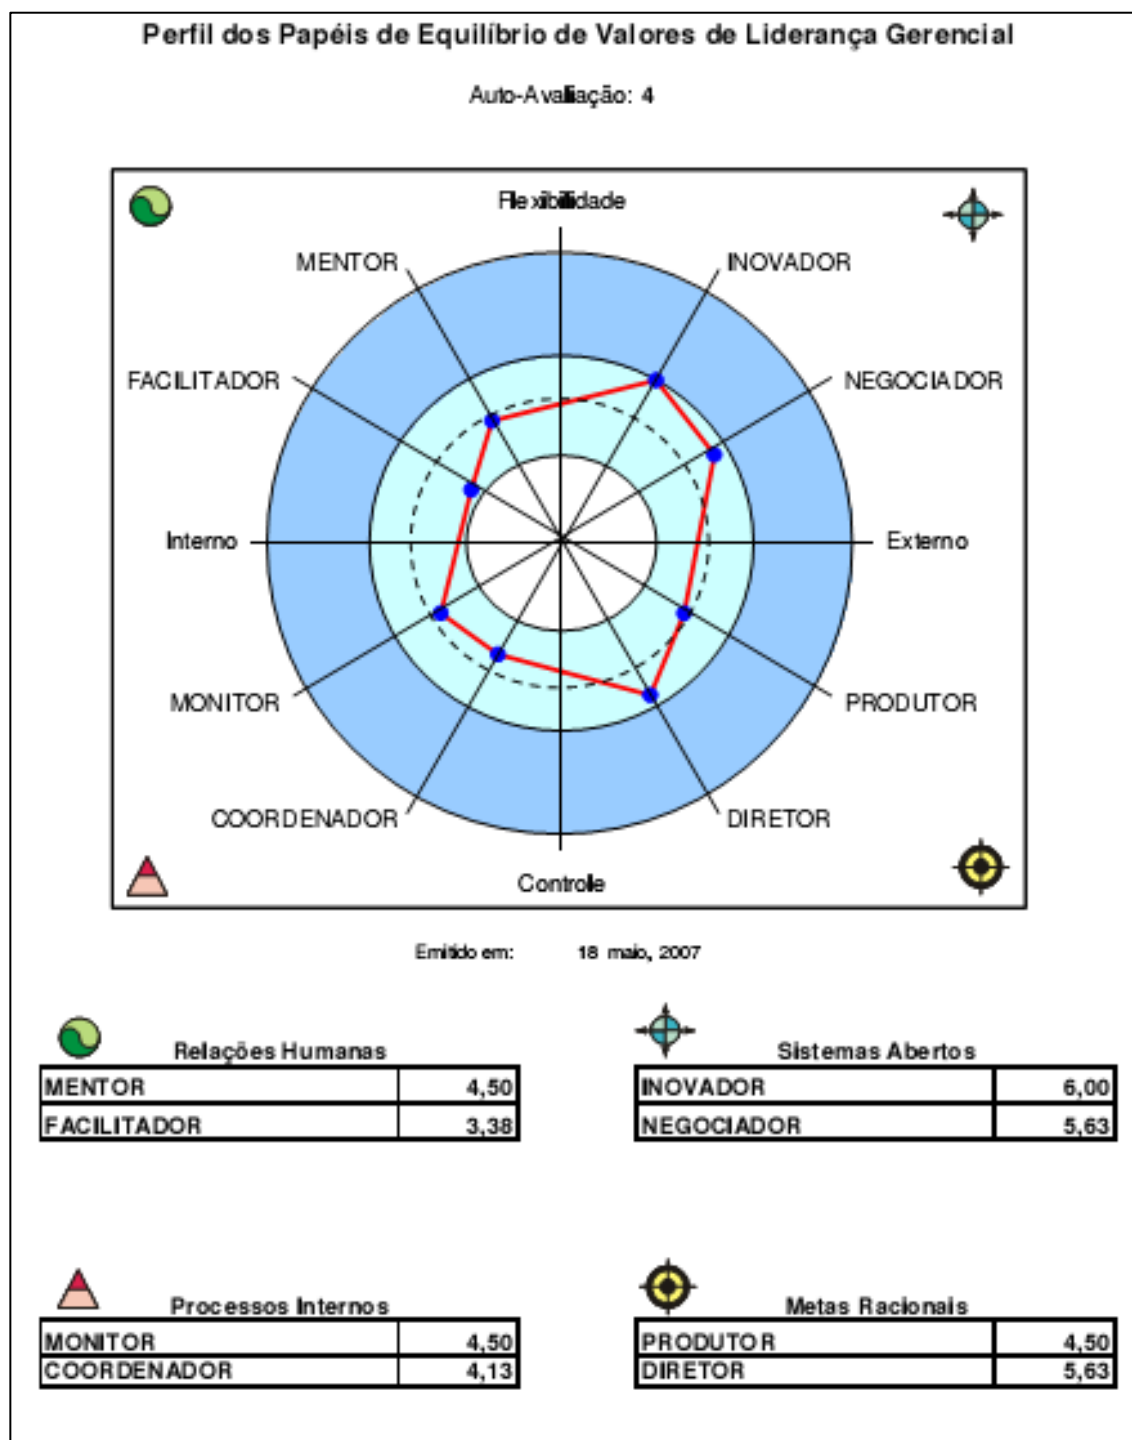 Perfil dos Papéis de Equilíbrio de Valores de Liderança Gerencial
Auto-Avaliação: 4
Flexibilidade
MENTOR
INOVADOR
FACILITADOR
NEGOCIADOR
Interno
Externo
MONITOR
PRODUTOR
COORDENADOR
DIRETOR
Controle
Emitido em: 18 maio, 2007
Relações Humanas
MENTOR 4,50
FACILITADOR 3,38
Sistemas Abertos
INOVADOR 6,00
NEGOCIADOR 5,63
Processos Internos
MONITOR 4,50
COORDENADOR 4,13
Metas Racionais
PRODUTOR 4,50
DIRETOR 5,63